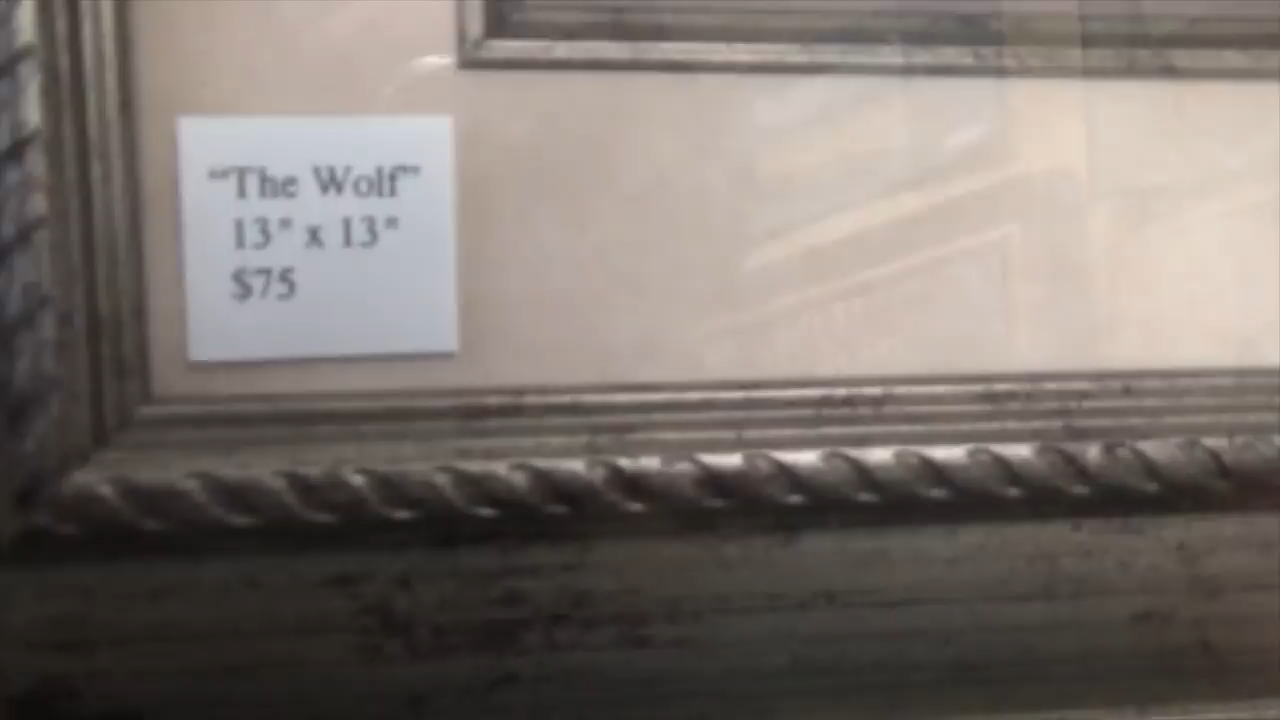 “The Wolf”
13" x 13"
$75